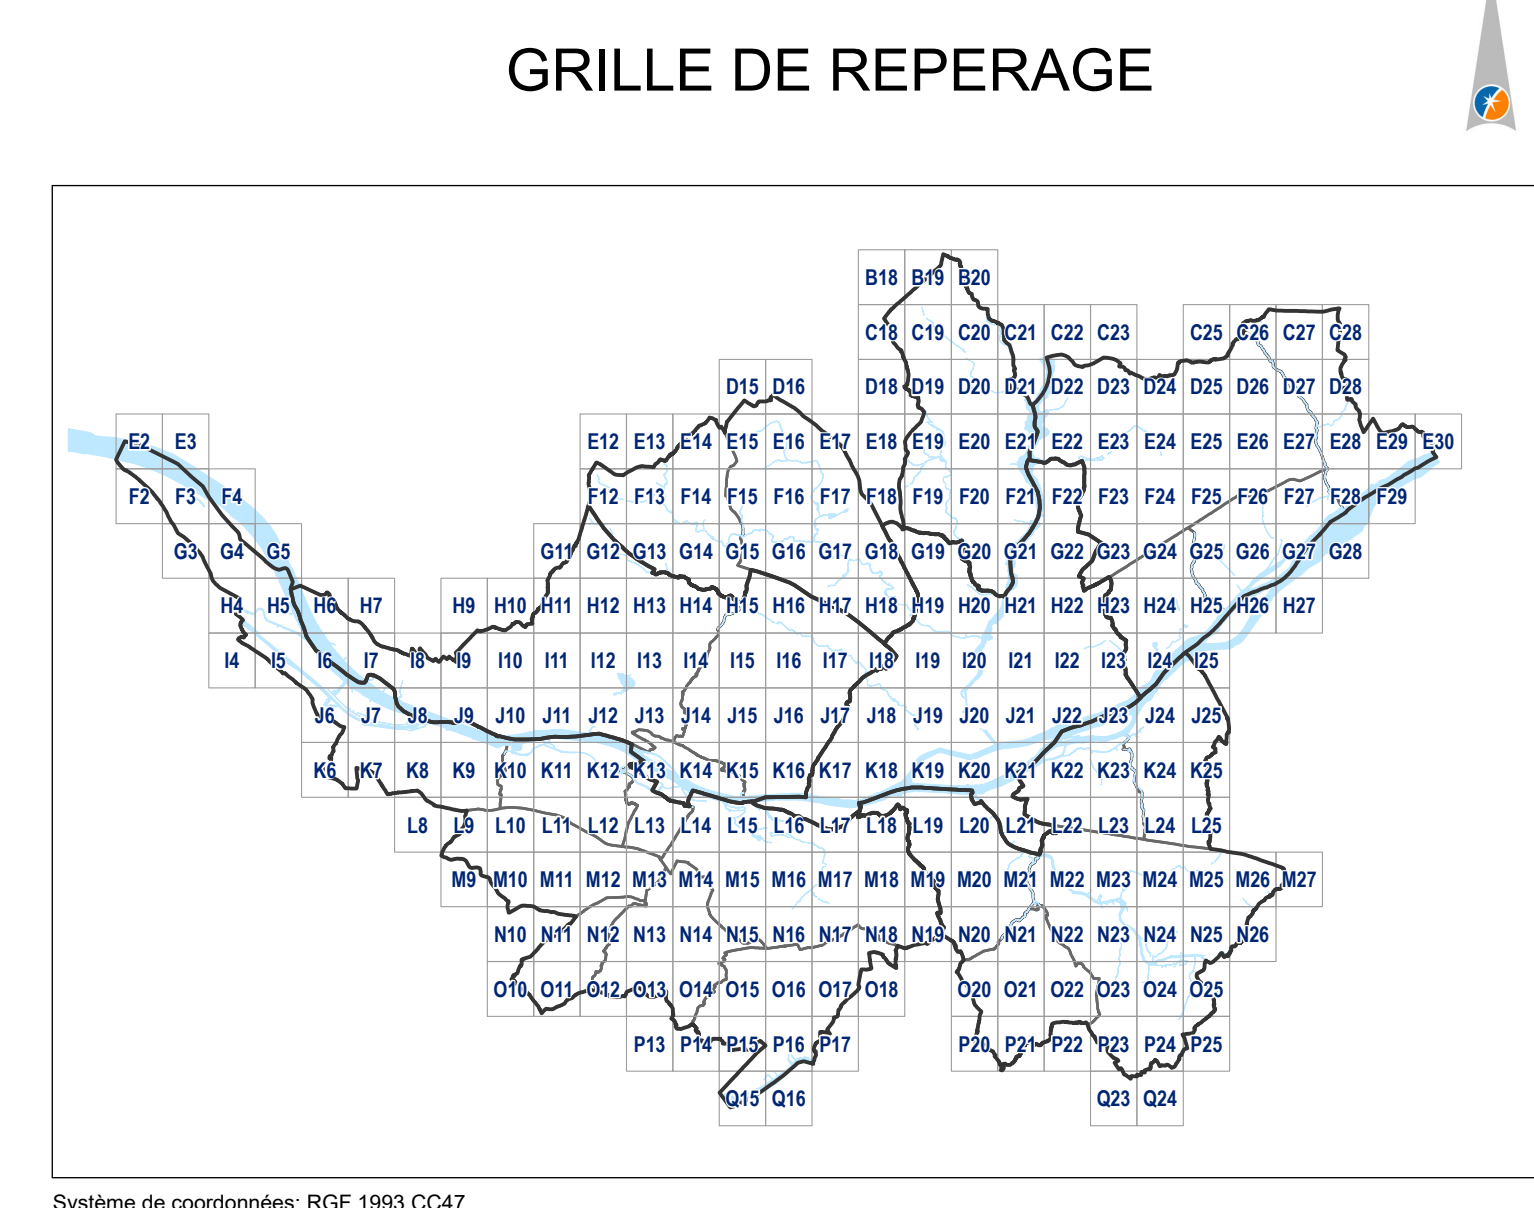 GRILLE DE REPERAGE
B18 B19 B20
C18 C19 C20 C21 C22 C23 C25 C26 C27 C28
D15 D16 D18 D19 D20 D21 D22 D23 D24 D25 D26 D27 D28
E2 E3 E12 E13 E14 E15 E16 E17 E18 E19 E20 E21 E22 E23 E24 E25 E26 E27 E28 E29 E30
F2 F3 F4 F12 F13 F14 F15 F16 F17 F18 F19 F20 F21 F22 F23 F24 F25 F26 F27 F28 F29
G3 G4 G5 G11 G12 G13 G14 G15 G16 G17 G18 G19 G20 G21 G22 G23 G24 G25 G26 G27 G28
H4 H5 H6 H7 H9 H10 H11 H12 H13 H14 H15 H16 H17 H18 H19 H20 H21 H22 H23 H24 H25 H26 H27
I4 I5 I6 I7 I8 I9 I10 I11 I12 I13 I14 I15 I16 I17 I18 I19 I20 I21 I22 I23 I24 I25
J6 J7 J8 J9 J10 J11 J12 J13 J14 J15 J16 J17 J18 J19 J20 J21 J22 J23 J24 J25
K6 K7 K8 K9 K10 K11 K12 K13 K14 K15 K16 K17 K18 K19 K20 K21 K22 K23 K24 K25
L8 L9 L10 L11 L12 L13 L14 L15 L16 L17 L18 L19 L20 L21 L22 L23 L24 L25
M9 M10 M11 M12 M13 M14 M15 M16 M17 M18 M19 M20 M21 M22 M23 M24 M25 M26 M27
N10 N11 N12 N13 N14 N15 N16 N17 N18 N19 N20 N21 N22 N23 N24 N25 N26
O10 O11 O12 O13 O14 O15 O16 O17 O18 O20 O21 O22 O23 O24 O25
P13 P14 P15 P16 P17 P20 P21 P22 P23 P24 P25
Q15 Q16 Q23 Q24
Système de coordonnées: RGF 1993 CC47